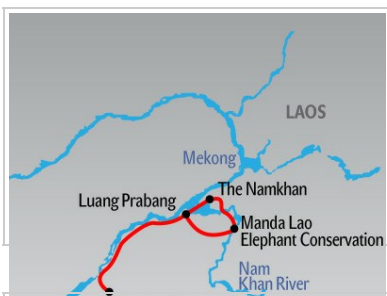 LAOS
Mekong
The Namkhan
Luang Prabang
Manda Lao
Elephant Conservation
Nam
Khan River